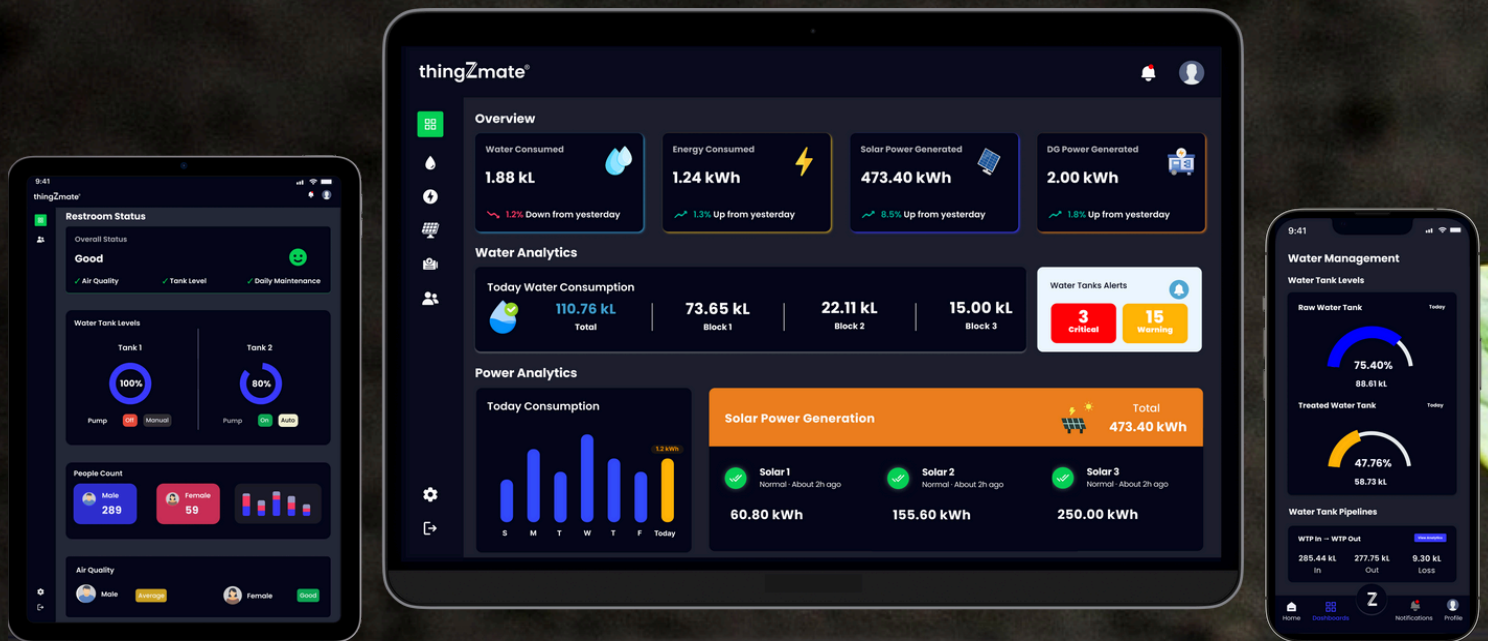 9:41
thingZmate®
Restroom Status
Overall Status
Good
✓ Air Quality ✓ Tank Level ✓ Daily Maintenance
Water Tank Levels
Tank 1 Tank 2
100% 80%
Pump Off Manual Pump On Auto
People Count
Male
289
Female
59
Air Quality
Male Average Female Good
thingZmate®
Overview
Water Consumed
1.88 kL
1.2% Down from yesterday
Energy Consumed
1.24 kWh
1.3% Up from yesterday
Solar Power Generated
473.40 kWh
8.5% Up from yesterday
DG Power Generated
2.00 kWh
1.8% Up from yesterday
Water Analytics
Today Water Consumption
110.76 kL 73.65 kL 22.11 kL 15.00 kL
Total Block 1 Block 2 Block 3
Water Tanks Alerts
3 15
Critical Warning
Power Analytics
Today Consumption
1.2 kWh
S M T W T F Today
Solar Power Generation
Total
473.40 kWh
Solar 1
Normal - About 2h ago
60.80 kWh
Solar 2
Normal - About 2h ago
155.60 kWh
Solar 3
Normal - About 2h ago
250.00 kWh
9:41
Water Management
Water Tank Levels
Raw Water Tank Today
75.40%
88.61 kL
Treated Water Tank Today
47.76%
58.73 kL
Water Tank Pipelines
WTP In → WTP Out View Analytics
285.44 kL 277.75 kL 9.30 kL
In Out Loss
Z
Home Dashboards Notifications Profile